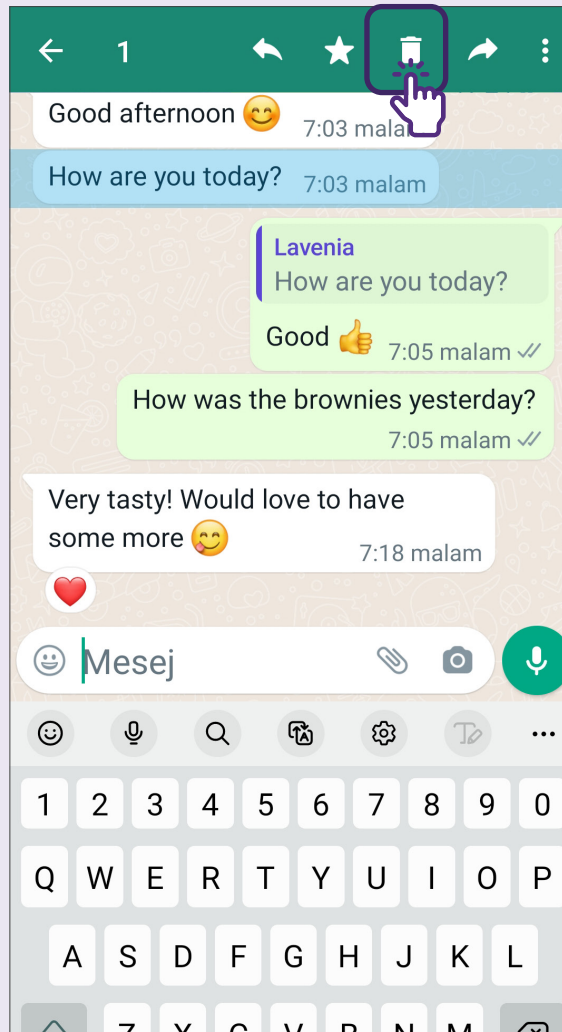 1
Good afternoon 😊 7:03 malam
How are you today? 7:03 malam
Lavenia
How are you today?
Good 👍 7:05 malam
How was the brownies yesterday?
7:05 malam
Very tasty! Would love to have
some more 😋 7:18 malam
❤️
Mesej
1 2 3 4 5 6 7 8 9 0
Q W E R T Y U I O P
A S D F G H J K L
Z X C V B N M